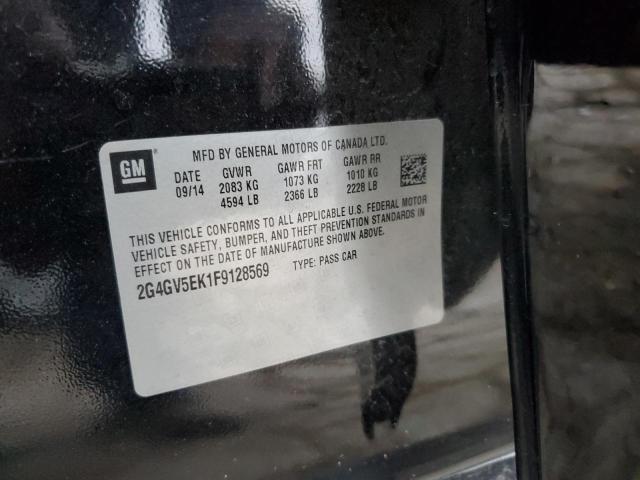 GM
MFD BY GENERAL MOTORS OF CANADA LTD.
DATE GVWR GAWR FRT GAWR RR
09/14 2083 KG 1073 KG 1010 KG
4594 LB 2366 LB 2228 LB
THIS VEHICLE CONFORMS TO ALL APPLICABLE U.S. FEDERAL MOTOR
VEHICLE SAFETY, BUMPER, AND THEFT PREVENTION STANDARDS IN
EFFECT ON THE DATE OF MANUFACTURE SHOWN ABOVE.
2G4GV5EK1F9128569 TYPE: PASS CAR